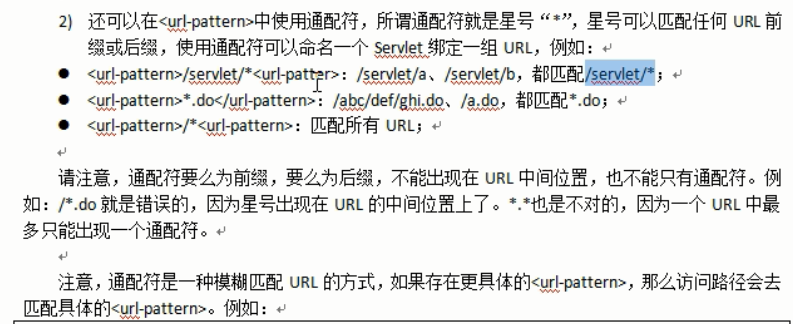 2) 还可以在<url-pattern>中使用通配符，所谓通配符就是星号“*”，星号可以匹配任何 URL 前
缀或后缀，使用通配符可以命名一个 Servlet 绑定一组 URL，例如：
● <url-pattern>/servlet/*<url-patter>：/servlet/a、/servlet/b，都匹配/servlet/*；
● <url-pattern>*.do</url-pattern>：/abc/def/ghi.do、/a.do，都匹配*.do；
● <url-pattern>/*<url-pattern>：匹配所有 URL；
请注意，通配符要么为前缀，要么为后缀，不能出现在 URL 中间位置，也不能只有通配符。例
如：/*.do 就是错误的，因为星号出现在 URL 的中间位置上了。*.*也是不对的，因为一个 URL 中最
多只能出现一个通配符。
注意，通配符是一种模糊匹配 URL 的方式，如果存在更具体的<url-pattern>，那么访问路径会去
匹配具体的<url-pattern>。例如：